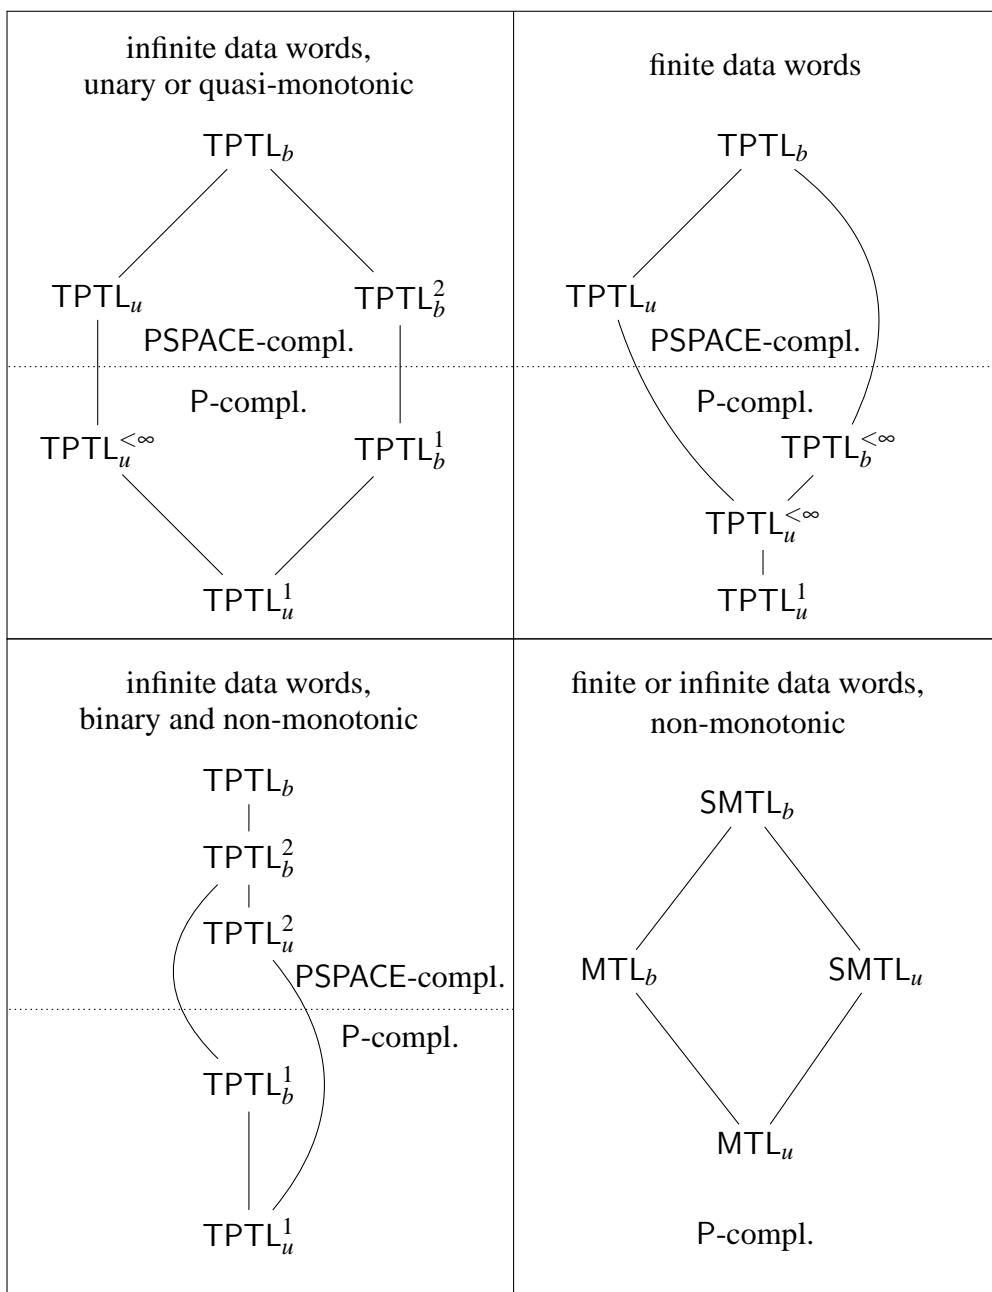 infinite data words,
unary or quasi-monotonic
TPTL_b
TPTL_u
TPTL_b^2
PSPACE-compl.
P-compl.
TPTL_u^{<∞}
TPTL_b^1
TPTL_u^1
finite data words
TPTL_b
TPTL_u
PSPACE-compl.
P-compl.
TPTL_b^{<∞}
TPTL_u^{<∞}
TPTL_u^1
infinite data words,
binary and non-monotonic
TPTL_b
TPTL_b^2
TPTL_u^2
PSPACE-compl.
P-compl.
TPTL_b^1
TPTL_u^1
finite or infinite data words,
non-monotonic
SMTL_b
MTL_b
SMTL_u
MTL_u
P-compl.